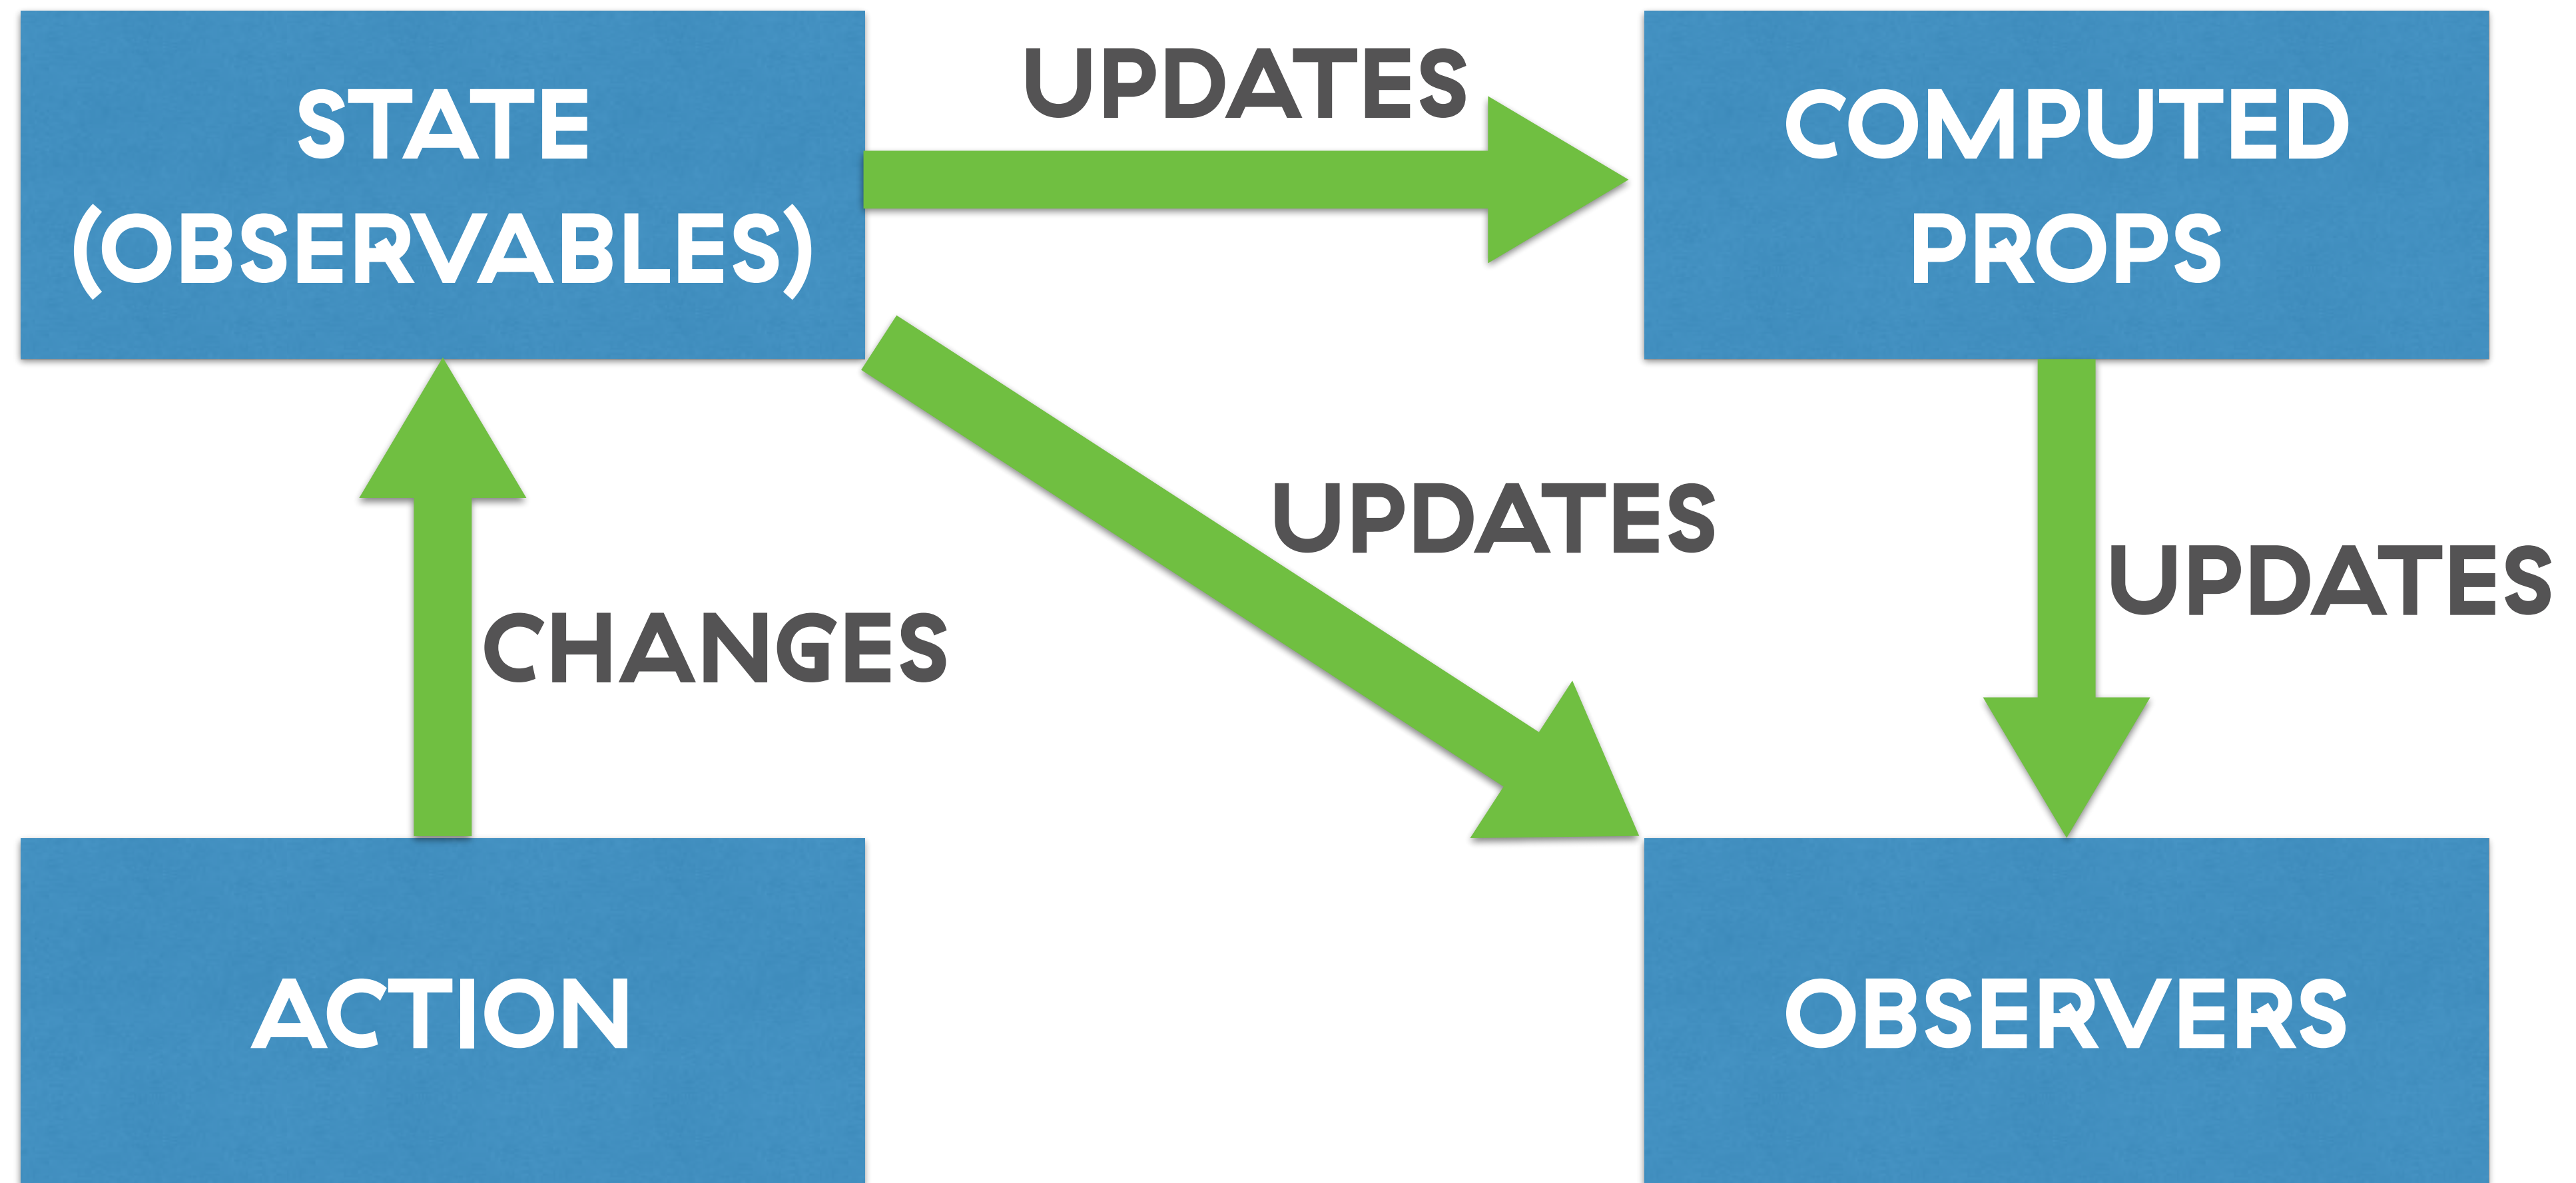 STATE
(OBSERVABLES)
UPDATES
COMPUTED
PROPS
UPDATES
UPDATES
CHANGES
ACTION
OBSERVERS